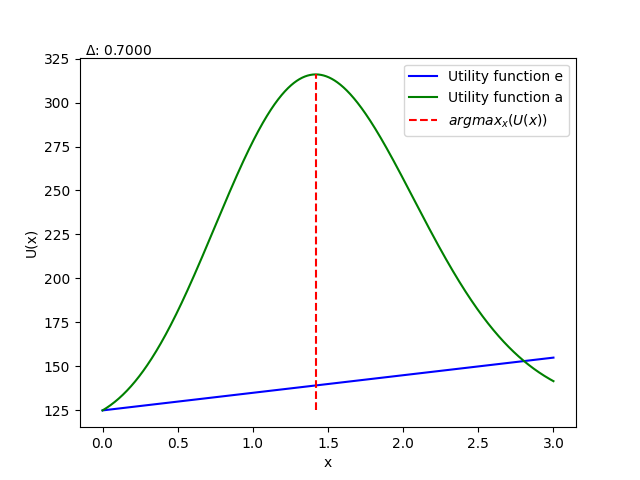 Δ: 0.7000
325
300
275
250
225
200
175
150
125
U(x)
Utility function e
Utility function a
argmaxₓ(U(x))
0.0 0.5 1.0 1.5 2.0 2.5 3.0
x